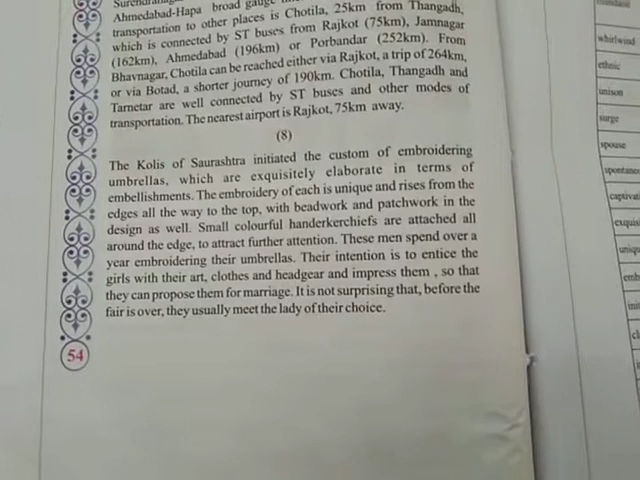 Ahmedabad-Hapa broad gauge
transportation to other places is Chotila, 25km from Thangadh,
which is connected by ST buses from Rajkot (75km), Jamnagar
(162km), Ahmedabad (196km) or Porbandar (252km). From
Bhavnagar, Chotila can be reached either via Rajkot, a trip of 264km,
or via Botad, a shorter journey of 190km. Chotila, Thangadh and
Tarnetar are well connected by ST buses and other modes of
transportation. The nearest airport is Rajkot, 75km away.
(8)
The Kolis of Saurashtra initiated the custom of embroidering
umbrellas, which are exquisitely elaborate in terms of
embellishments. The embroidery of each is unique and rises from the
edges all the way to the top, with beadwork and patchwork in the
design as well. Small colourful handerkerchiefs are attached all
around the edge, to attract further attention. These men spend over a
year embroidering their umbrellas. Their intention is to entice the
girls with their art, clothes and headgear and impress them , so that
they can propose them for marriage. It is not surprising that, before the
fair is over, they usually meet the lady of their choice.
54
whirlwind
ethnic
unison
surge
spouse